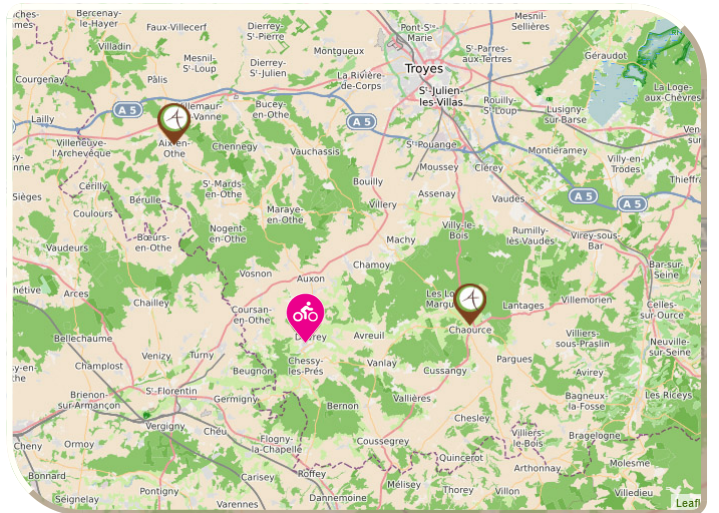 Bercenay-
le-Hayer
Faux-Villecerf
Dierrey-
Sᵗ-Pierre
Pont-Sᵗᵉ
Marie
Mesnil-
Sellières
Villadin
Montgueux
Sᵗ-Parres-
aux-Tertres
Géraudot
Mesnil-
Sᵗ-Loup
Dierrey-
Sᵗ-Julien
Troyes
Courgenay
Pâlis
La Rivière-
de-Corps
Sᵗ-Julien
les-Villas
La Loge-
aux-Chèvres
Rouilly-
Sᵗ-Loup
Lusigny-
sur-Barse
Bucey-
en-Othe
A 5
Lailly
A 5
Villeneuve-
l'Archevêque
Aix-en-
Othe
Chennegy
Vauchassis
Sᵗ-Pouange
Moussey
Clérey
Montiéramey
Villy-en-
Trodes
Thieffra
Cérilly
Sᵗ-Mards-
en-Othe
Bouilly
Assenay
Vaudes
A 5
A 5
Sièges
Bérulle
Coulours
Maraye-
en-Othe
Villery
Villy-le-
Bois
Rumilly-
lès-Vaudes
Virey-sous-
Bar
Bœurs-
en-Othe
Nogent-
en-Othe
Machy
Vaudeurs
Vosnon
Auxon
Chamoy
Bar-sur-
Seine
Arces
Chailley
Coursan-
en-Othe
Lantages
Villemorien
Celles-
sur-Ource
Chaource
Bellechaume
Avreuil
Villiers-
sous-Praslin
Neuville-
sur-Seine
Venizy
Turny
Chessy-
les-Prés
Vanlay
Pargues
Champlost
Beugnon
Cussangy
Avirey
Brienon-
sur-Armançon
Sᵗ-Florentin
Germigny
Bernon
Vallières
Bagneux-
la-Fosse
Les Riceys
Vergigny
Cheu
Chesley
Cheny
Ormoy
Flogny-
la-Chapelle
Coussegrey
Villiers-
le-Bois
Bragelogne
Quincerot
Arthonnay
Molesme
Bonnard
Carisey
Roffey
Mélisey
Thorey
Villon
Villedieu
Seignelay
Pontigny
Varennes
Dannemoine
Leafl